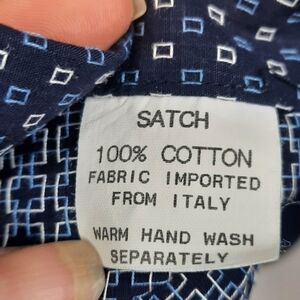 SATCH
100% COTTON
FABRIC IMPORTED
FROM ITALY
WARM HAND WASH
SEPARATELY